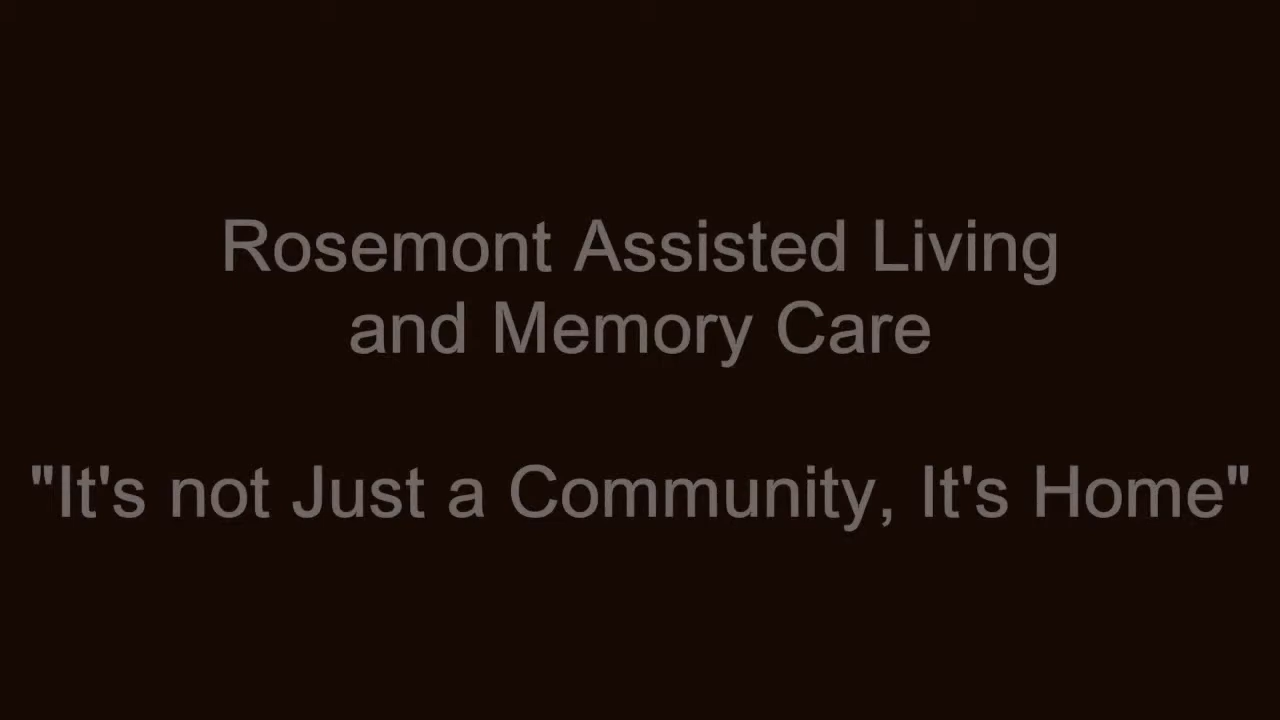 Rosemont Assisted Living
and Memory Care
"It's not Just a Community, It's Home"